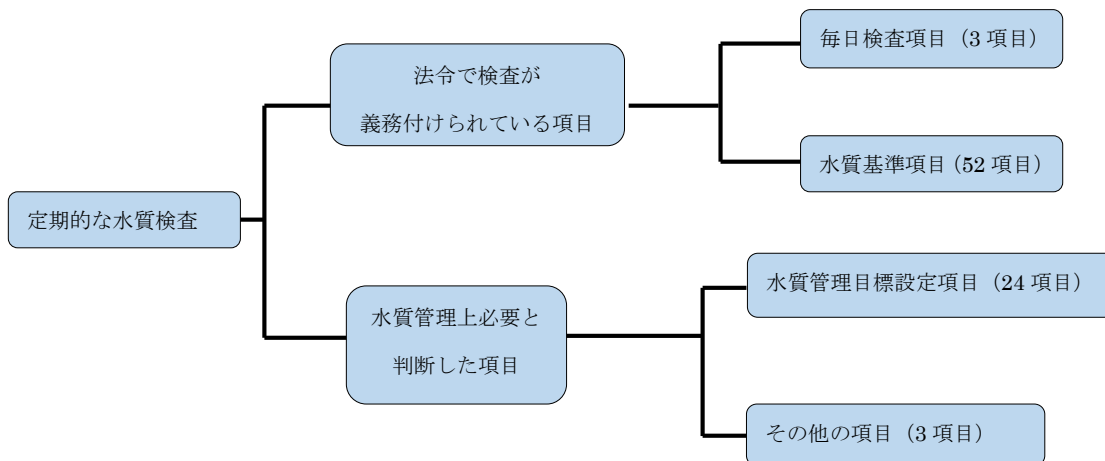 定期的な水質検査
法令で検査が
義務付けられている項目
毎日検査項目（3 項目）
水質基準項目（52 項目）
水質管理上必要と
判断した項目
水質管理目標設定項目（24 項目）
その他の項目（3 項目）